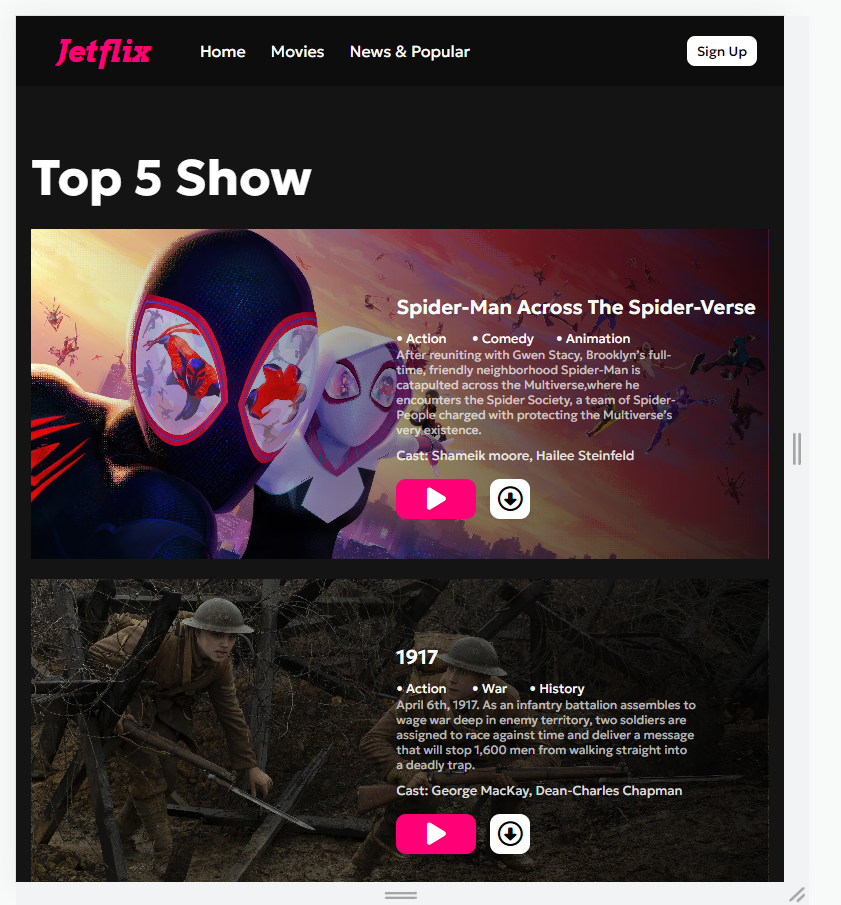 Jetflix
Home Movies News & Popular
Sign Up
Top 5 Show
Spider-Man Across The Spider-Verse
• Action • Comedy • Animation
After reuniting with Gwen Stacy, Brooklyn's full-
time, friendly neighborhood Spider-Man is
catapulted across the Multiverse,where he
encounters the Spider Society, a team of Spider-
People charged with protecting the Multiverse's
very existence.
Cast: Shameik moore, Hailee Steinfeld
1917
• Action • War • History
April 6th, 1917. As an infantry battalion assembles to
wage war deep in enemy territory, two soldiers are
assigned to race against time and deliver a message
that will stop 1,600 men from walking straight into
a deadly trap.
Cast: George MacKay, Dean-Charles Chapman